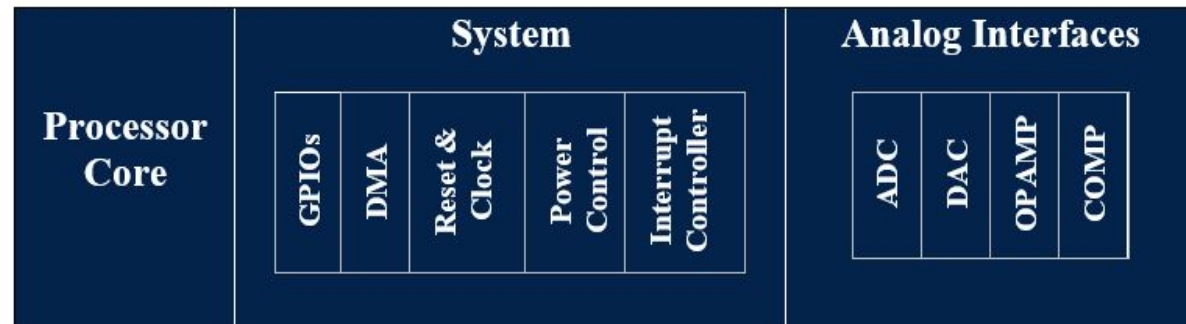 Processor
Core
System
GPIOs
DMA
Reset &
Clock
Power
Control
Interrupt
Controller
Analog Interfaces
ADC
DAC
OPAMP
COMP